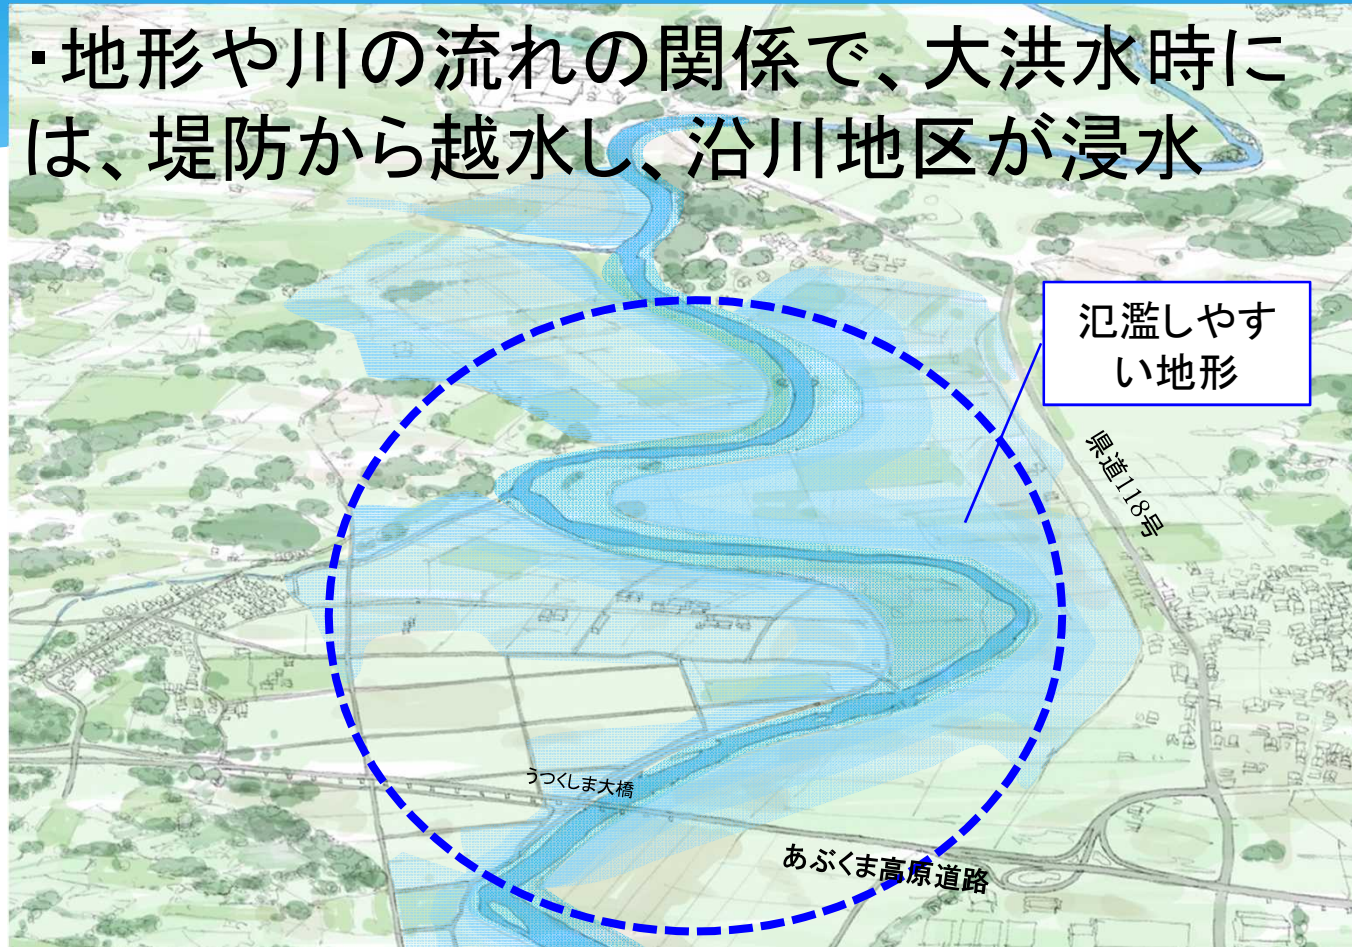 ・地形や川の流れの関係で、大洪水時に
は、堤防から越水し、沿川地区が浸水
氾濫しやす
い地形
県道118号
うつくしま大橋
あぶくま高原道路